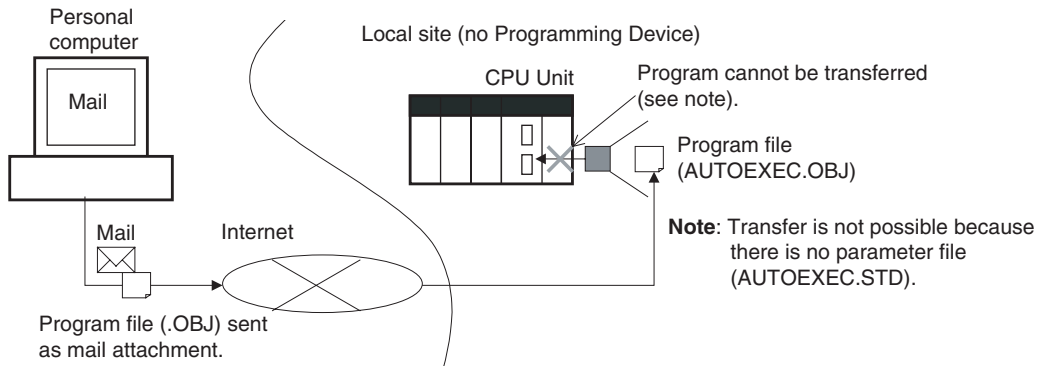 Personal
computer
Mail
Local site (no Programming Device)
CPU Unit
Program cannot be transferred
(see note).
Program file
(AUTOEXEC.OBJ)
Note: Transfer is not possible because
there is no parameter file
(AUTOEXEC.STD).
Mail
Internet
Program file (.OBJ) sent
as mail attachment.